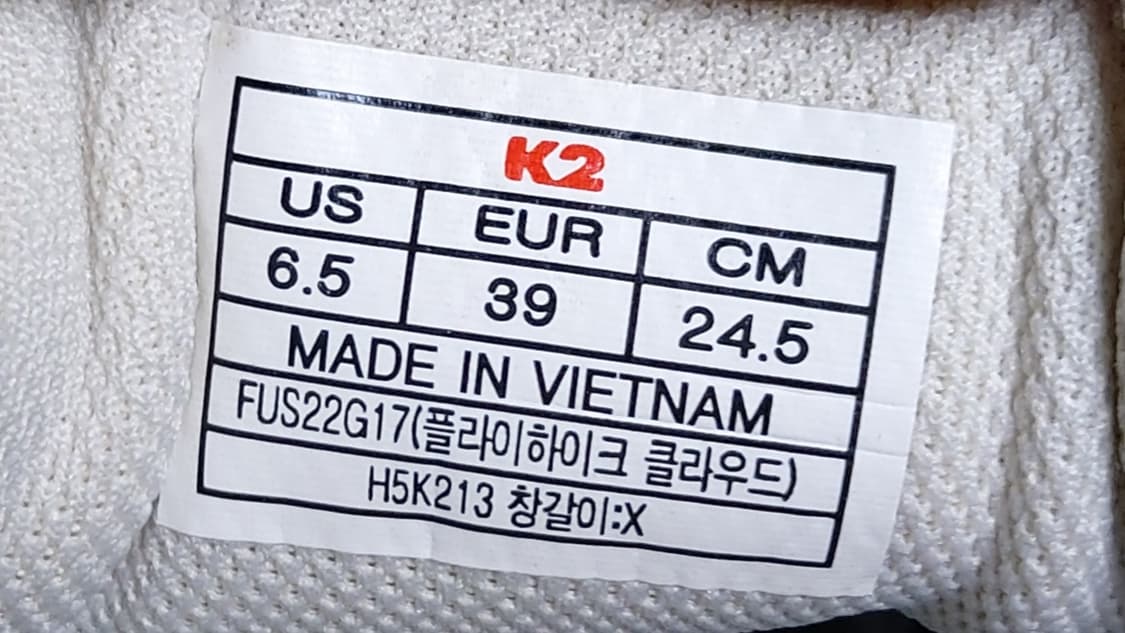 K2
US EUR CM
6.5 39 24.5
MADE IN VIETNAM
FUS22G17(플라이하이크 클라우드)
H5K213 창갈이:X